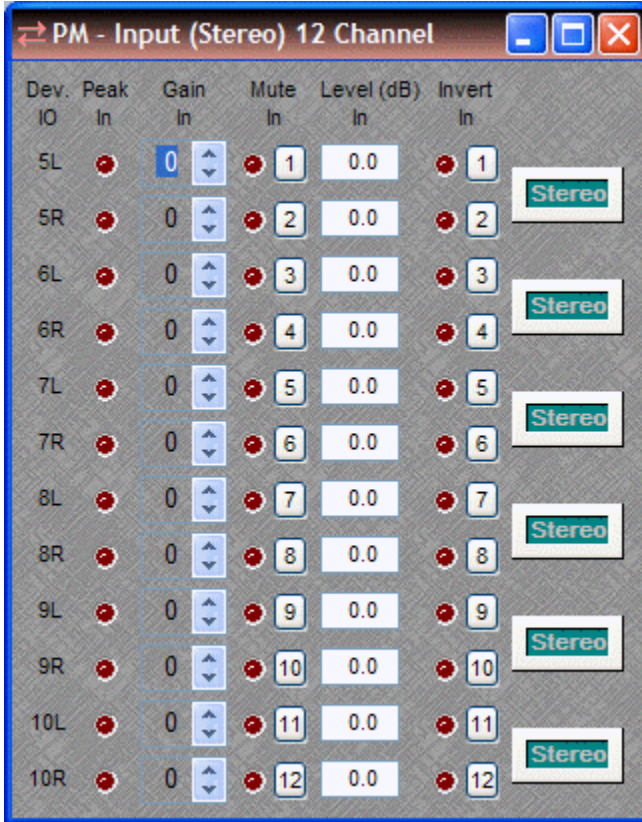 PM - Input (Stereo) 12 Channel
Dev. Peak Gain Mute Level (dB) Invert
IO In In In In In
5L 0 1 0.0 1
Stereo
5R 0 2 0.0 2
6L 0 3 0.0 3
Stereo
6R 0 4 0.0 4
7L 0 5 0.0 5
Stereo
7R 0 6 0.0 6
8L 0 7 0.0 7
Stereo
8R 0 8 0.0 8
9L 0 9 0.0 9
Stereo
9R 0 10 0.0 10
10L 0 11 0.0 11
Stereo
10R 0 12 0.0 12